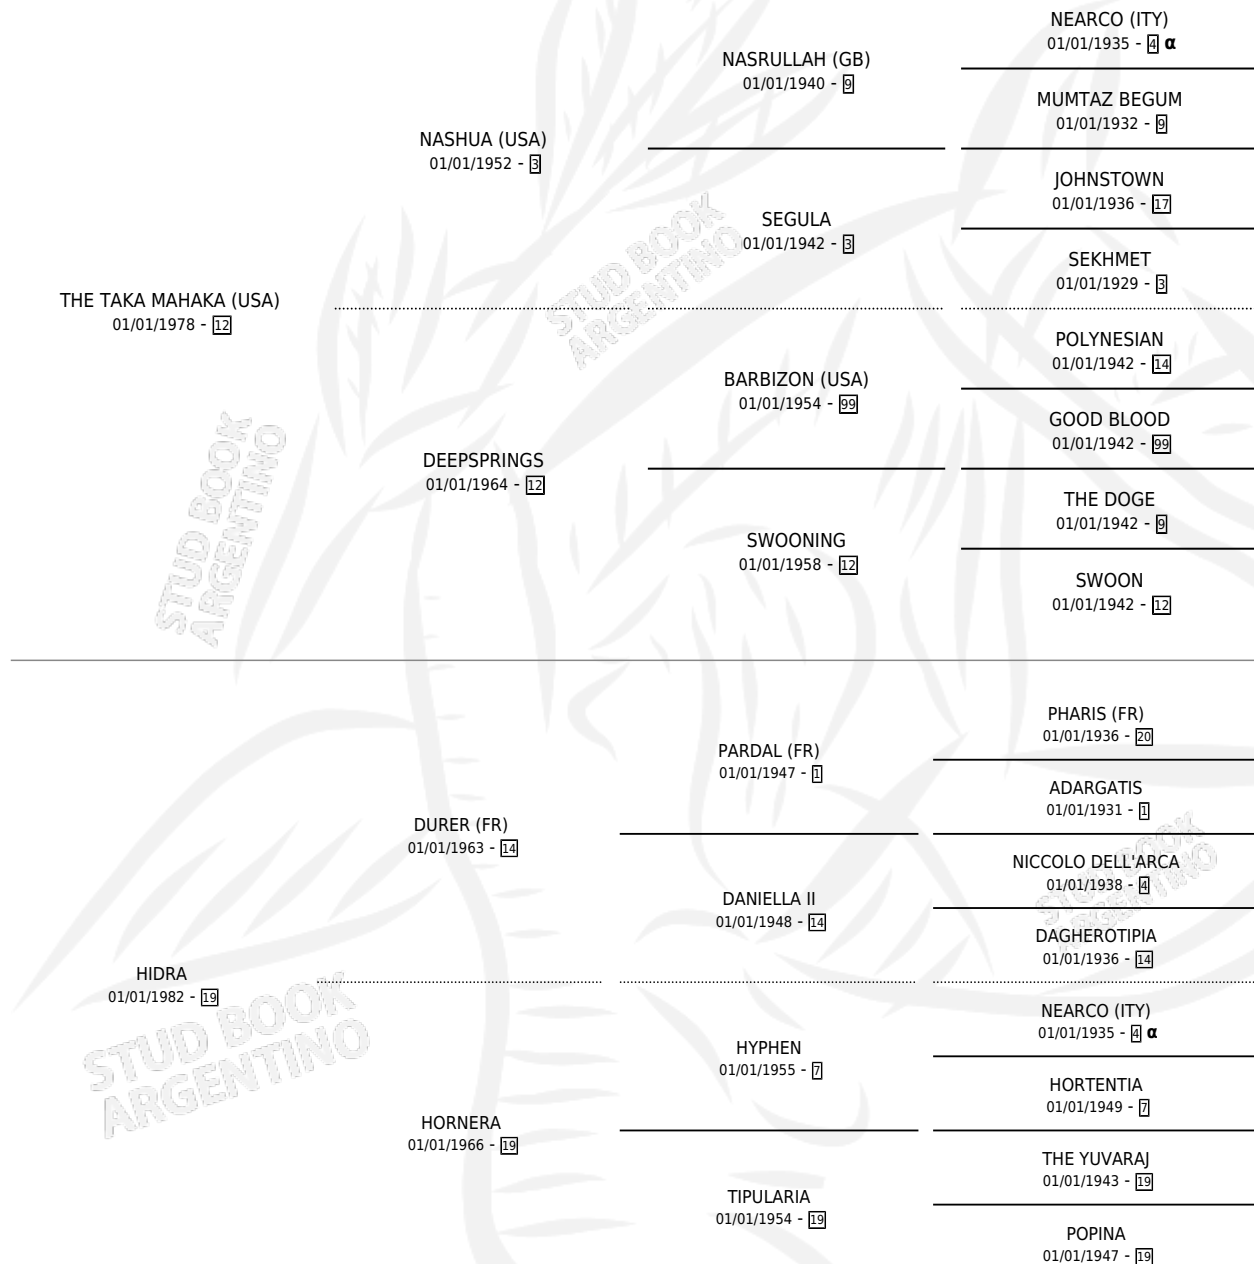 NEARCO (ITY)
01/01/1935 - 4 α
NASRULLAH (GB)
01/01/1940 - 9
MUMTAZ BEGUM
01/01/1932 - 9
NASHUA (USA)
01/01/1952 - 3
JOHNSTOWN
01/01/1936 - 17
SEGULA
01/01/1942 - 3
SEKHMET
01/01/1929 - 3
THE TAKA MAHAKA (USA)
01/01/1978 - 12
POLYNESIAN
01/01/1942 - 14
BARBIZON (USA)
01/01/1954 - 99
GOOD BLOOD
01/01/1942 - 99
DEEPSPRINGS
01/01/1964 - 12
THE DOGE
01/01/1942 - 9
SWOONING
01/01/1958 - 12
SWOON
01/01/1942 - 12
PHARIS (FR)
01/01/1936 - 20
PARDAL (FR)
01/01/1947 - 1
ADARGATIS
01/01/1931 - 1
DURER (FR)
01/01/1963 - 14
NICCOLO DELL'ARCA
01/01/1938 - 4
DANIELLA II
01/01/1948 - 14
DAGHEROTIPIA
01/01/1936 - 14
HIDRA
01/01/1982 - 19
NEARCO (ITY)
01/01/1935 - 4 α
HYPHEN
01/01/1955 - 7
HORTENTIA
01/01/1949 - 7
HORNERA
01/01/1966 - 19
THE YUVARAJ
01/01/1943 - 19
TIPULARIA
01/01/1954 - 19
POPINA
01/01/1947 - 19
STUD BOOK
ARGENTINO
STUD BOOK
ARGENTINO
STUD BOOK
ARGENTINO
STUD BOOK
ARGENTINO